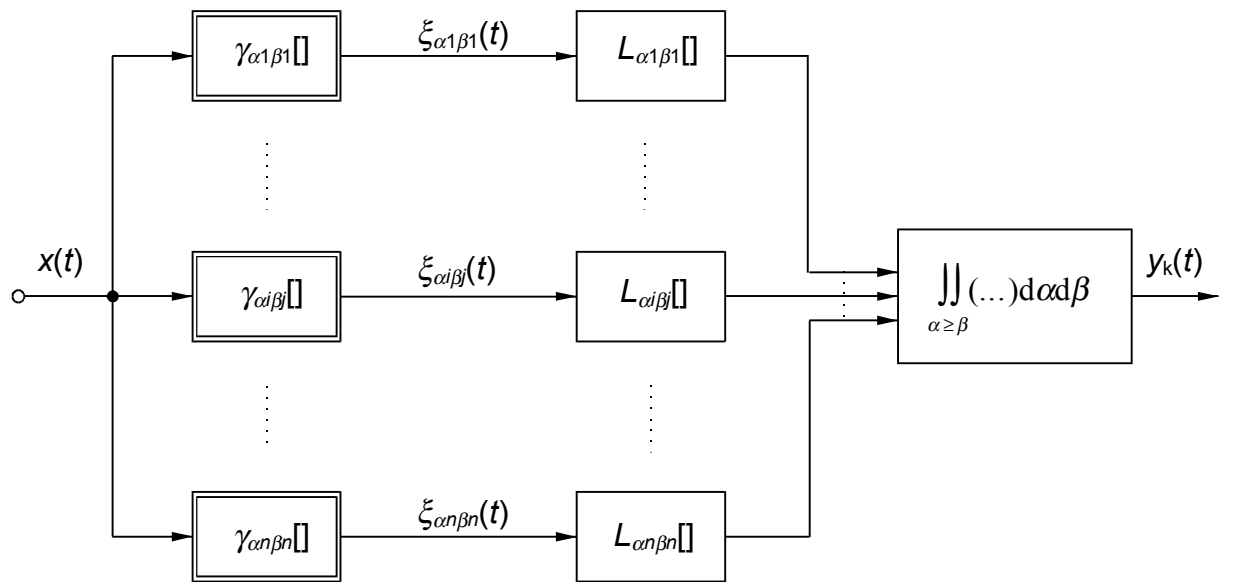 γα1β1[] ξα1β1(t) Lα1β1[]
x(t) γαiβj[] ξαiβj(t) Lαiβj[] ∬(...)dαdβ yk(t)
α ≥ β
γαnβn[] ξαnβn(t) Lαnβn[]